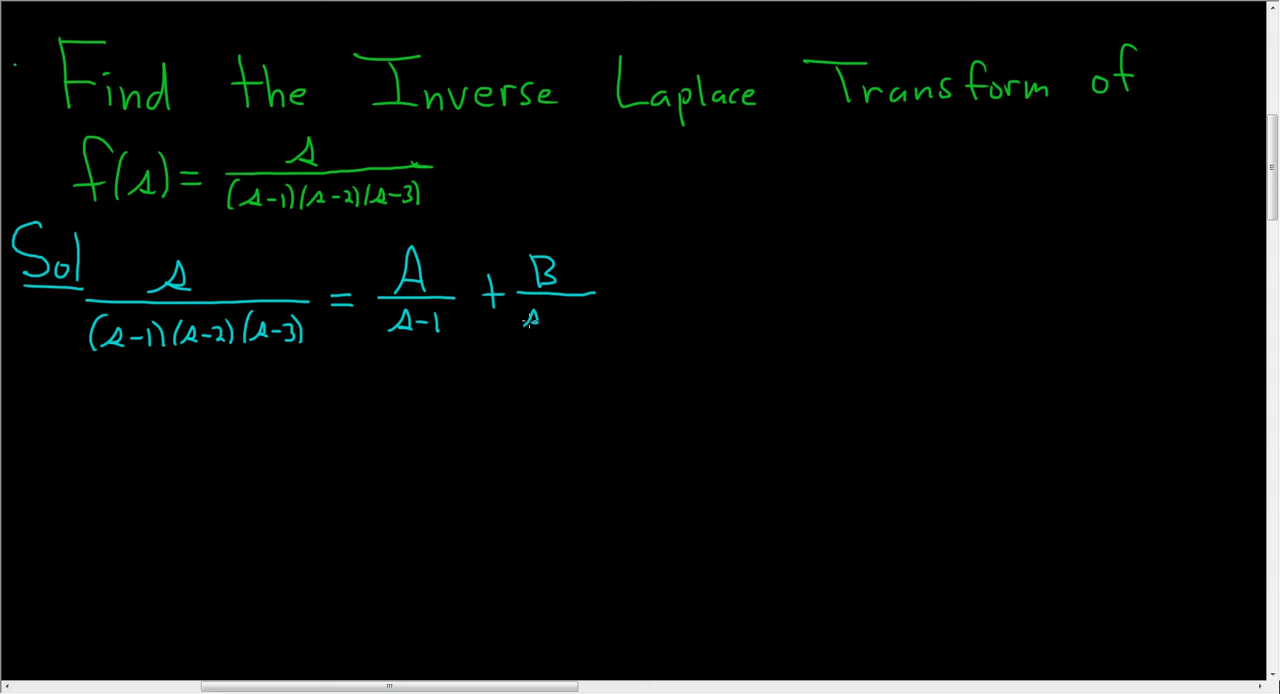 Find the Inverse Laplace Transform of
f(s) = s/((s-1)(s-2)(s-3))
Sol s/((s-1)(s-2)(s-3)) = A/(s-1) + B/s